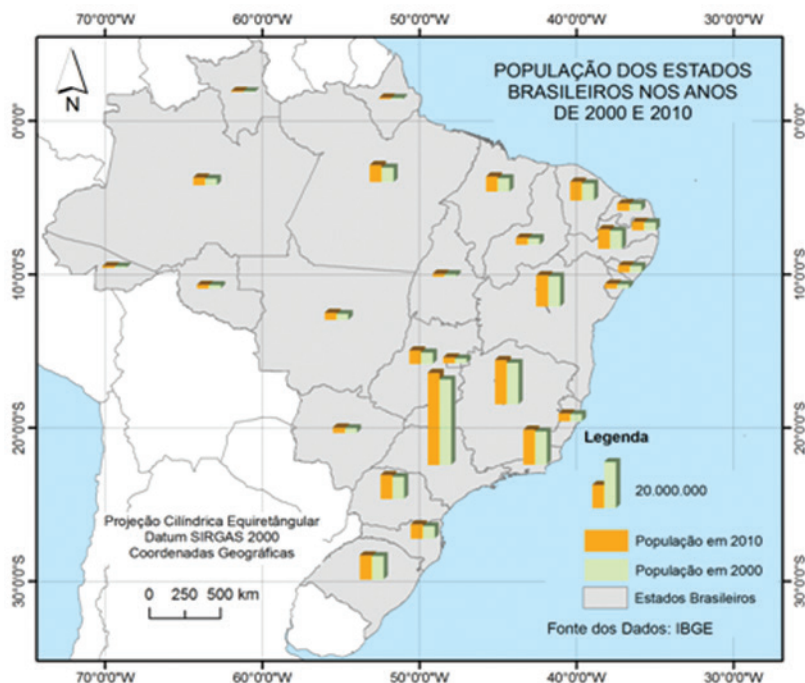 70°0'0"W 60°0'0"W 50°0'0"W 40°0'0"W 30°0'0"W
N
POPULAÇÃO DOS ESTADOS
BRASILEIROS NOS ANOS
DE 2000 E 2010
0°0'0"
10°0'0"S
20°0'0"S
30°0'0"S
0°0'0"
10°0'0"S
20°0'0"S
30°0'0"S
Legenda
20.000.000
População em 2010
População em 2000
Estados Brasileiros
Fonte dos Dados: IBGE
Projeção Cilíndrica Equiretângular
Datum SIRGAS 2000
Coordenadas Geográficas
0 250 500 km
70°0'0"W 60°0'0"W 50°0'0"W 40°0'0"W 30°0'0"W